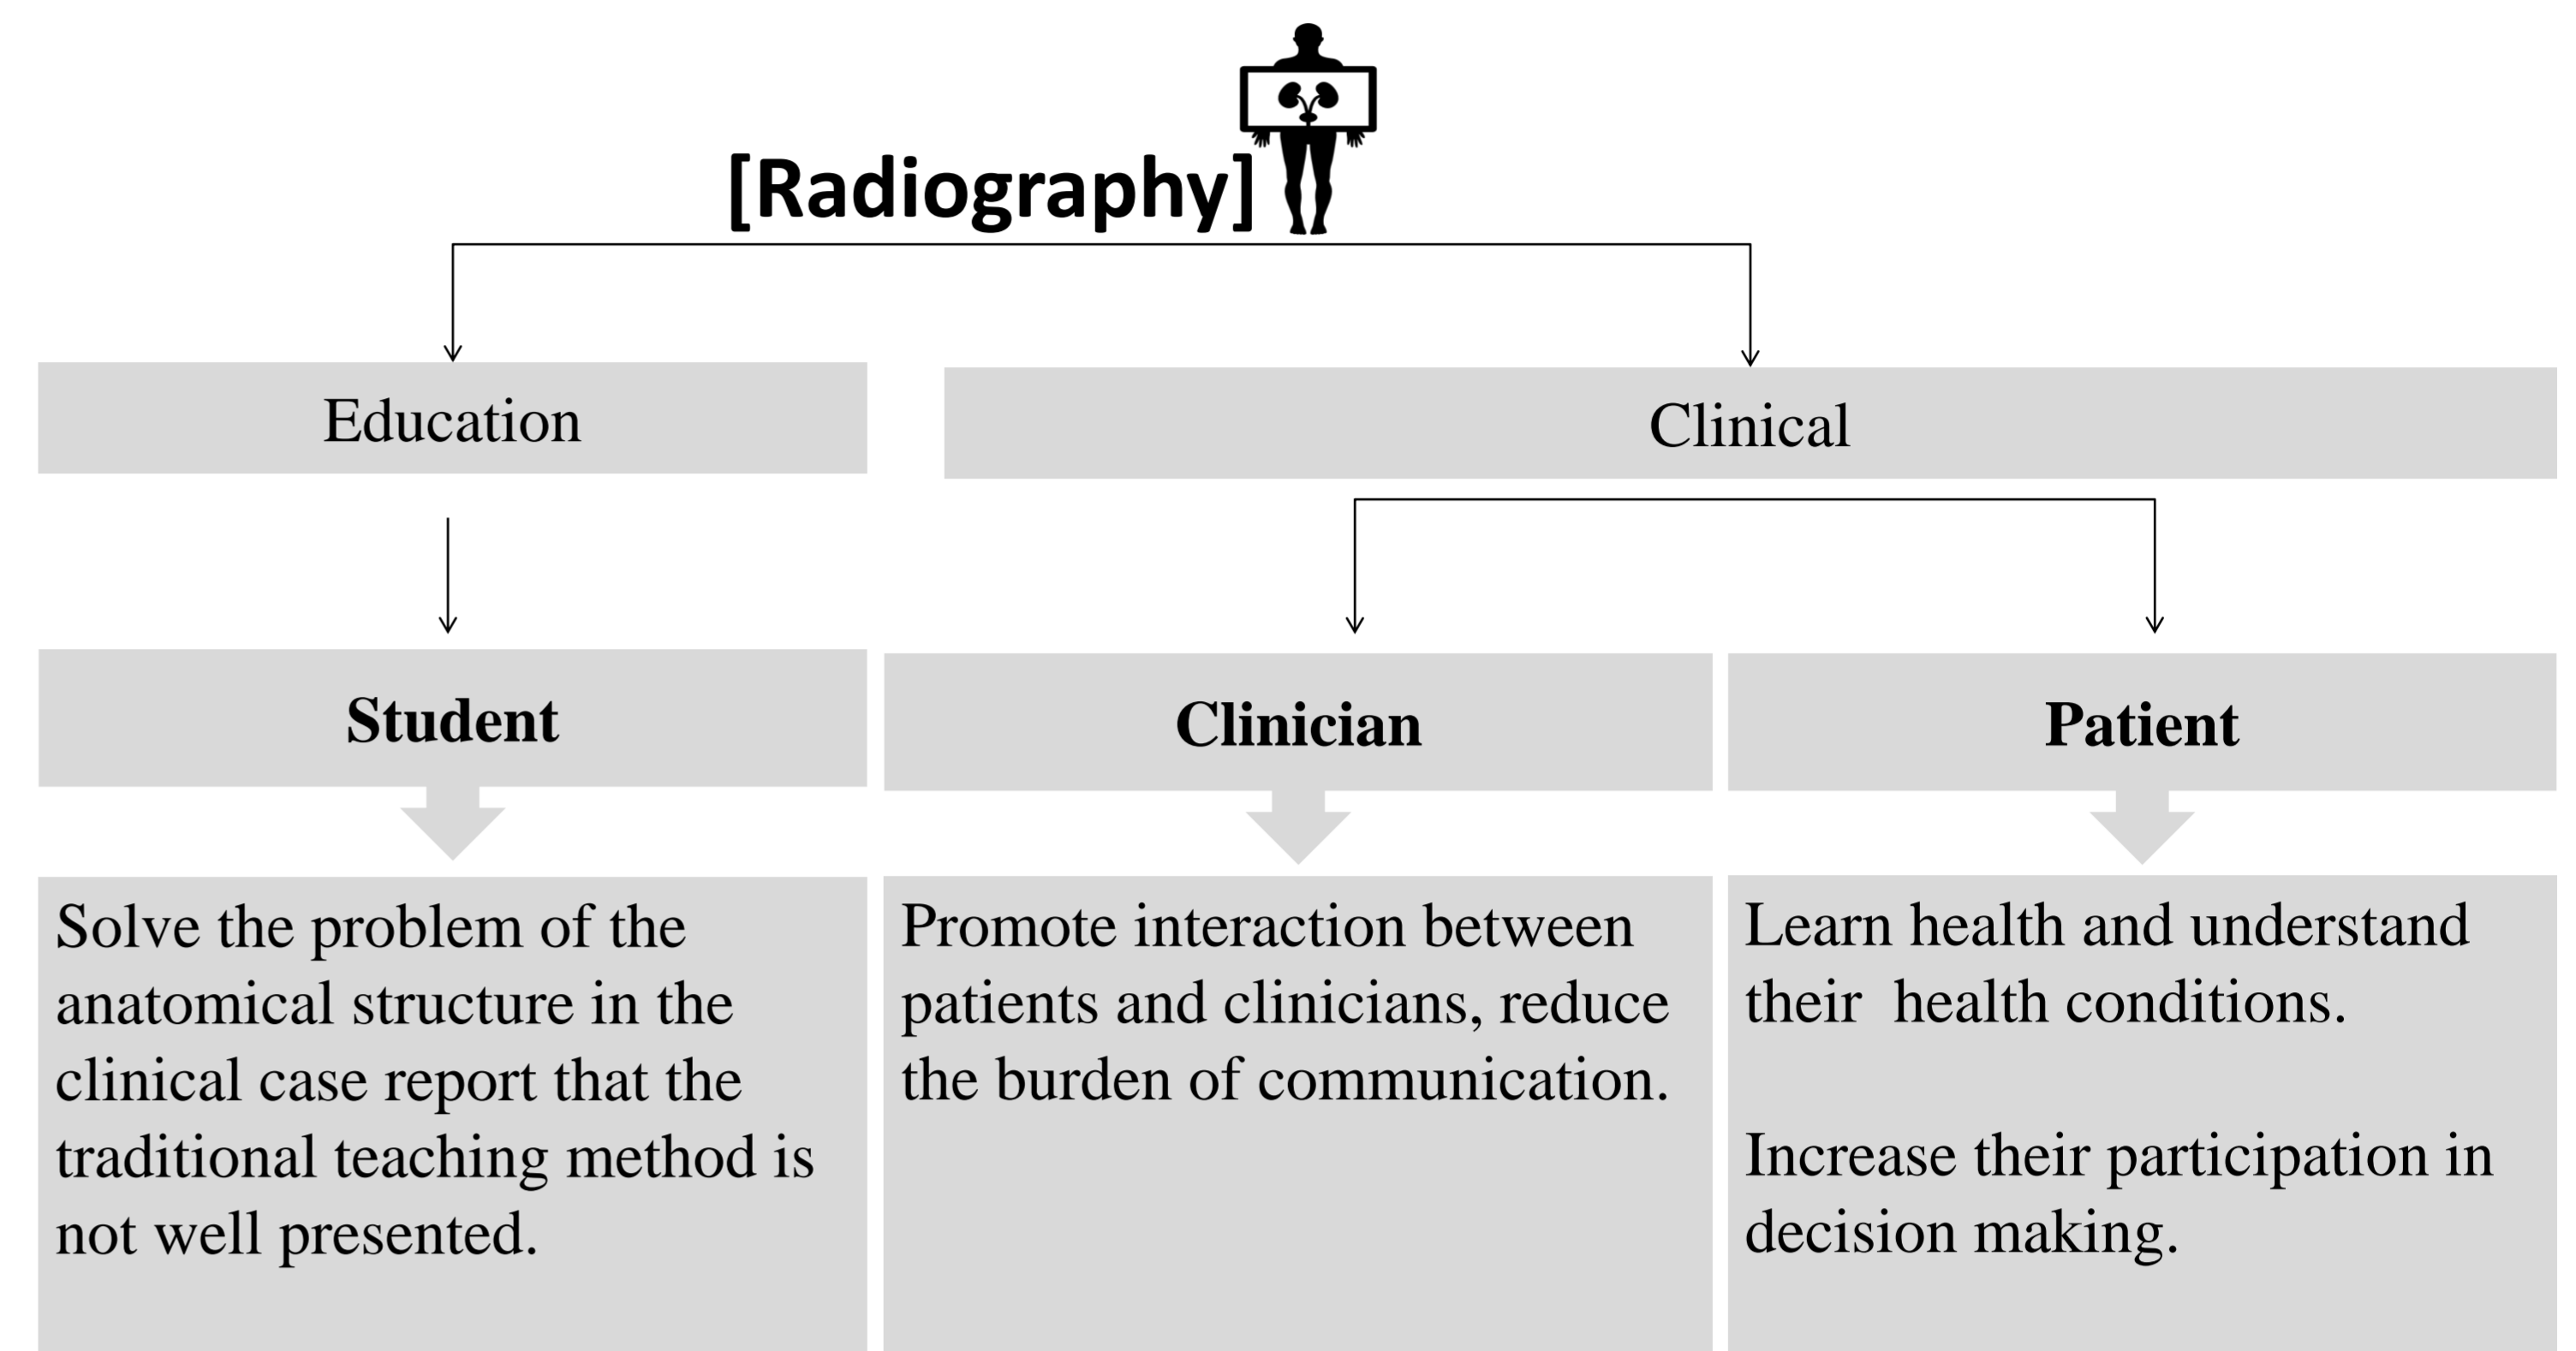 [Radiography]
Education
Clinical
Student
Clinician
Patient
Solve the problem of the
anatomical structure in the
clinical case report that the
traditional teaching method is
not well presented.
Promote interaction between
patients and clinicians, reduce
the burden of communication.
Learn health and understand
their  health conditions.
Increase their participation in
decision making.